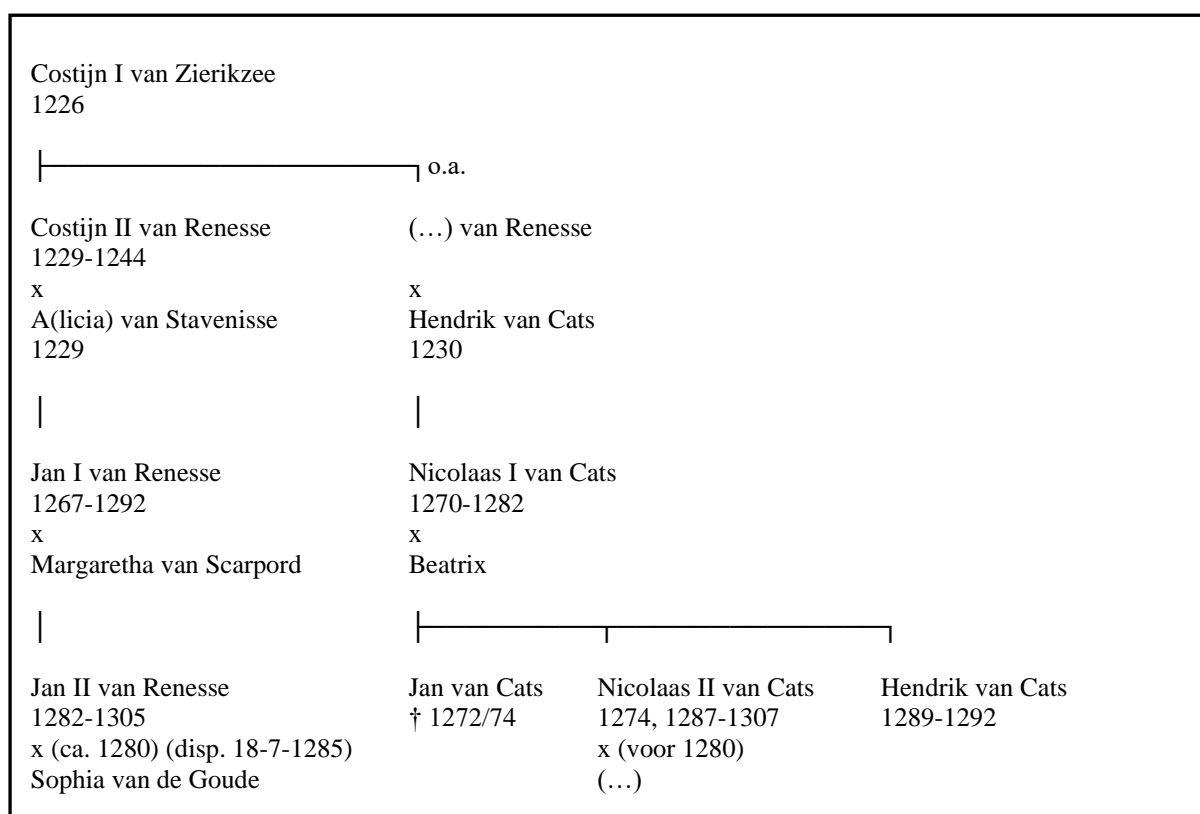 Costijn I van Zierikzee
1226
o.a.
Costijn II van Renesse (…) van Renesse
1229-1244
x x
A(licia) van Stavenisse Hendrik van Cats
1229 1230
Jan I van Renesse Nicolaas I van Cats
1267-1292 1270-1282
x x
Margaretha van Scarpord Beatrix
Jan II van Renesse Jan van Cats Nicolaas II van Cats Hendrik van Cats
1282-1305 † 1272/74 1274, 1287-1307 1289-1292
x (ca. 1280) (disp. 18-7-1285) x (voor 1280)
Sophia van de Goude (…)